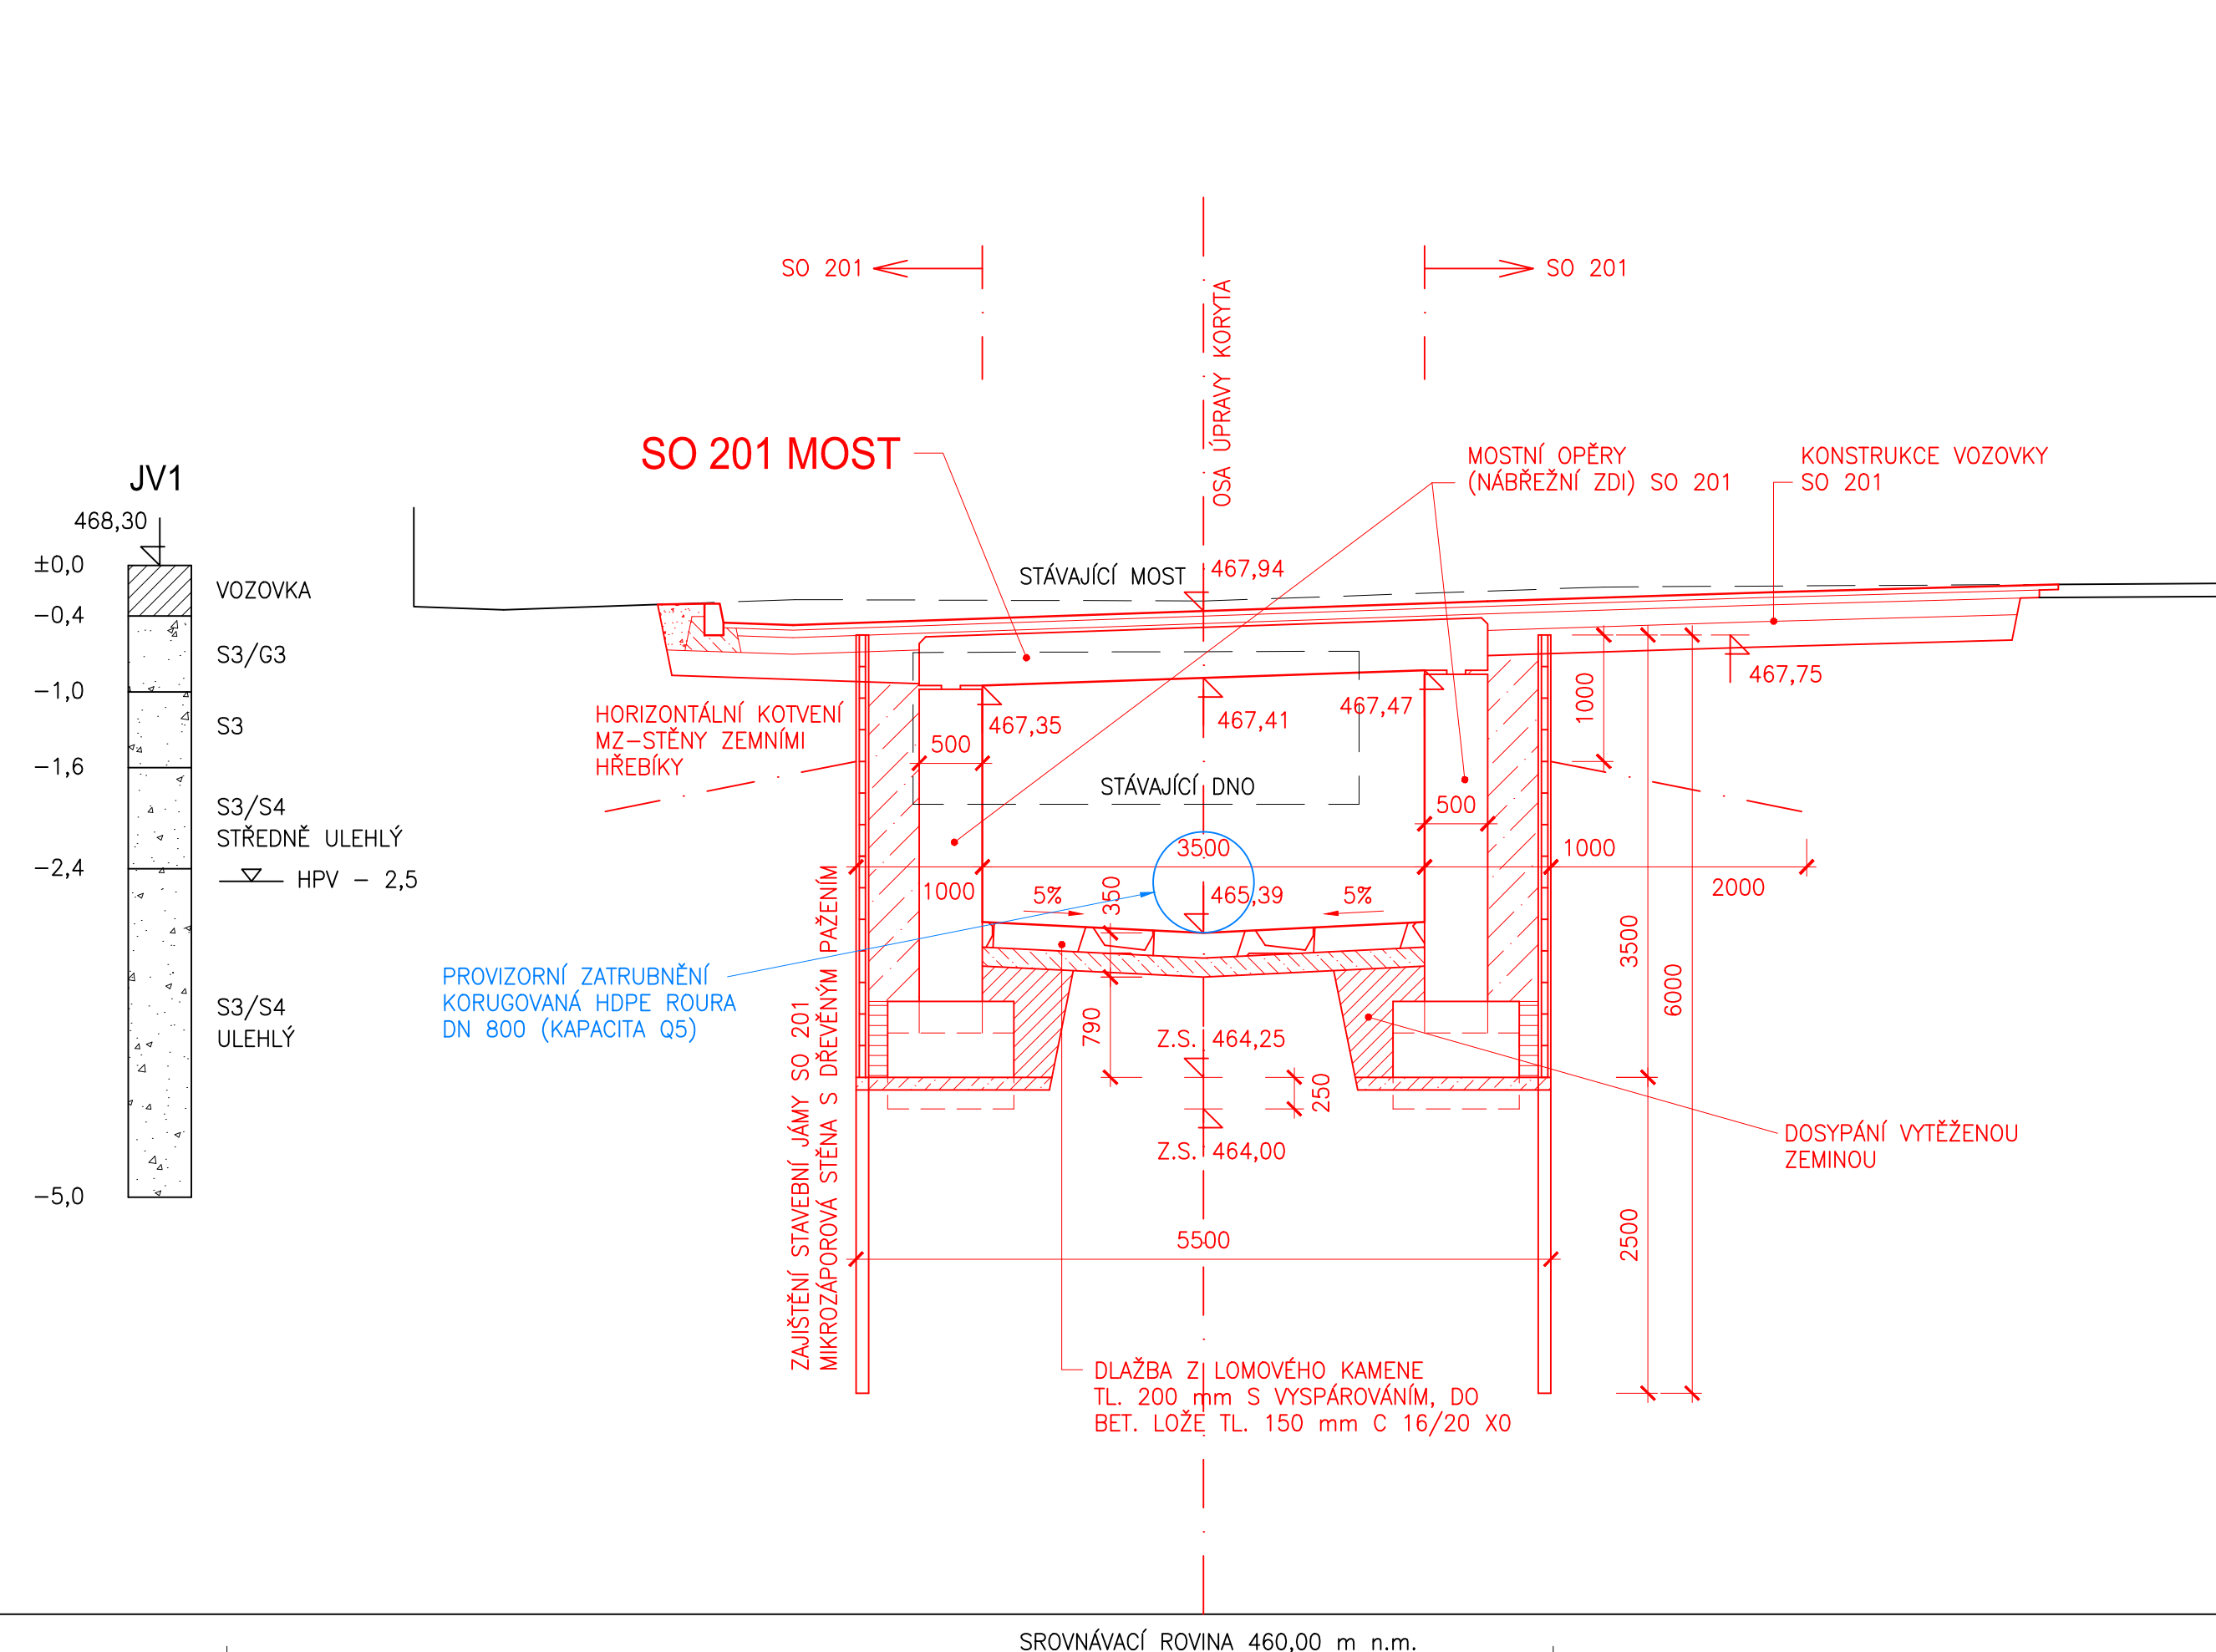 SO 201
SO 201
OSA ÚPRAVY KORYTA
SO 201 MOST
MOSTNÍ OPĚRY
(NÁBŘEŽNÍ ZDI) SO 201
KONSTRUKCE VOZOVKY
SO 201
JV1
468,30
±0,0
VOZOVKA
-0,4
S3/G3
-1,0
S3
-1,6
S3/S4
STŘEDNĚ ULEHLÝ
-2,4
HPV - 2,5
S3/S4
ULEHLÝ
-5,0
STÁVAJÍCÍ MOST
467,94
467,75
1000
HORIZONTÁLNÍ KOTVENÍ
MZ-STĚNY ZEMNÍMI
HŘEBÍKY
467,35
467,41
467,47
500
STÁVAJÍCÍ DNO
500
3500
1000
1000
2000
5%
350
465,39
5%
3500
6000
PROVIZORNÍ ZATRUBNĚNÍ
KORUGOVANÁ HDPE ROURA
DN 800 (KAPACITA Q5)
790
Z.S. 464,25
250
Z.S. 464,00
ZAJIŠTĚNÍ STAVEBNÍ JÁMY SO 201
MIKROZÁPOROVÁ STĚNA S DŘEVĚNÝM PAŽENÍM
DOSYPÁNÍ VYTĚŽENOU
ZEMINOU
2500
5500
DLAŽBA Z LOMOVÉHO KAMENE
TL. 200 mm S VYSPÁROVÁNÍM, DO
BET. LOŽE TL. 150 mm C 16/20 X0
SROVNÁVACÍ ROVINA 460,00 m n.m.